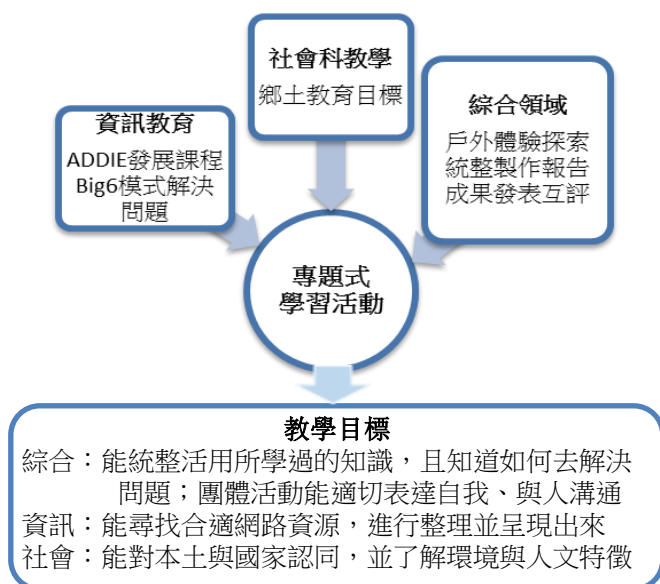 社會科教學
鄉土教育目標
資訊教育
ADDIE發展課程
Big6模式解決
問題
綜合領域
戶外體驗探索
統整製作報告
成果發表互評
專題式
學習活動
教學目標
綜合：能統整活用所學過的知識，且知道如何去解決
問題；團體活動能適切表達自我、與人溝通
資訊：能尋找合適網路資源，進行整理並呈現出來
社會：能對本土與國家認同，並了解環境與人文特徵